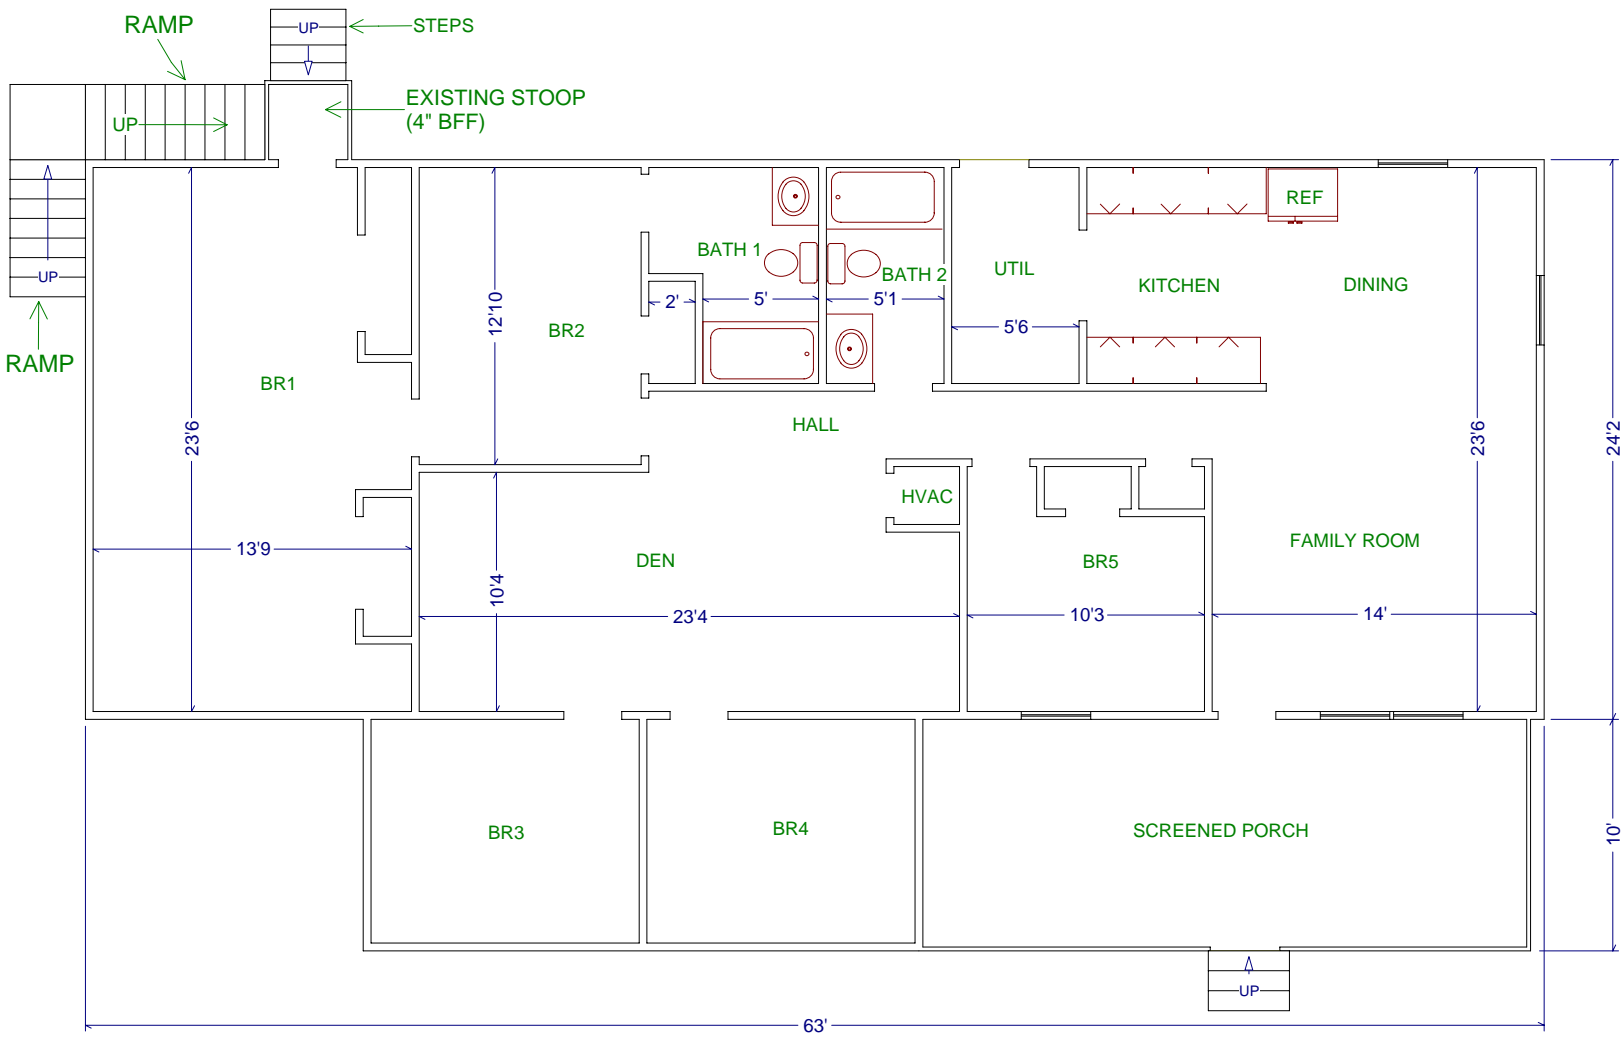 RAMP
UP
STEPS
EXISTING STOOP
(4" BFF)
UP
UP
RAMP
BR1
23'6
13'9
12'10
BR2
2'
BATH 1
5'
BATH 2
5'1
UTIL
5'6
KITCHEN
REF
DINING
23'6
24'2
HALL
HVAC
DEN
10'4
23'4
BR5
10'3
FAMILY ROOM
14'
BR3
BR4
SCREENED PORCH
10'
UP
63'